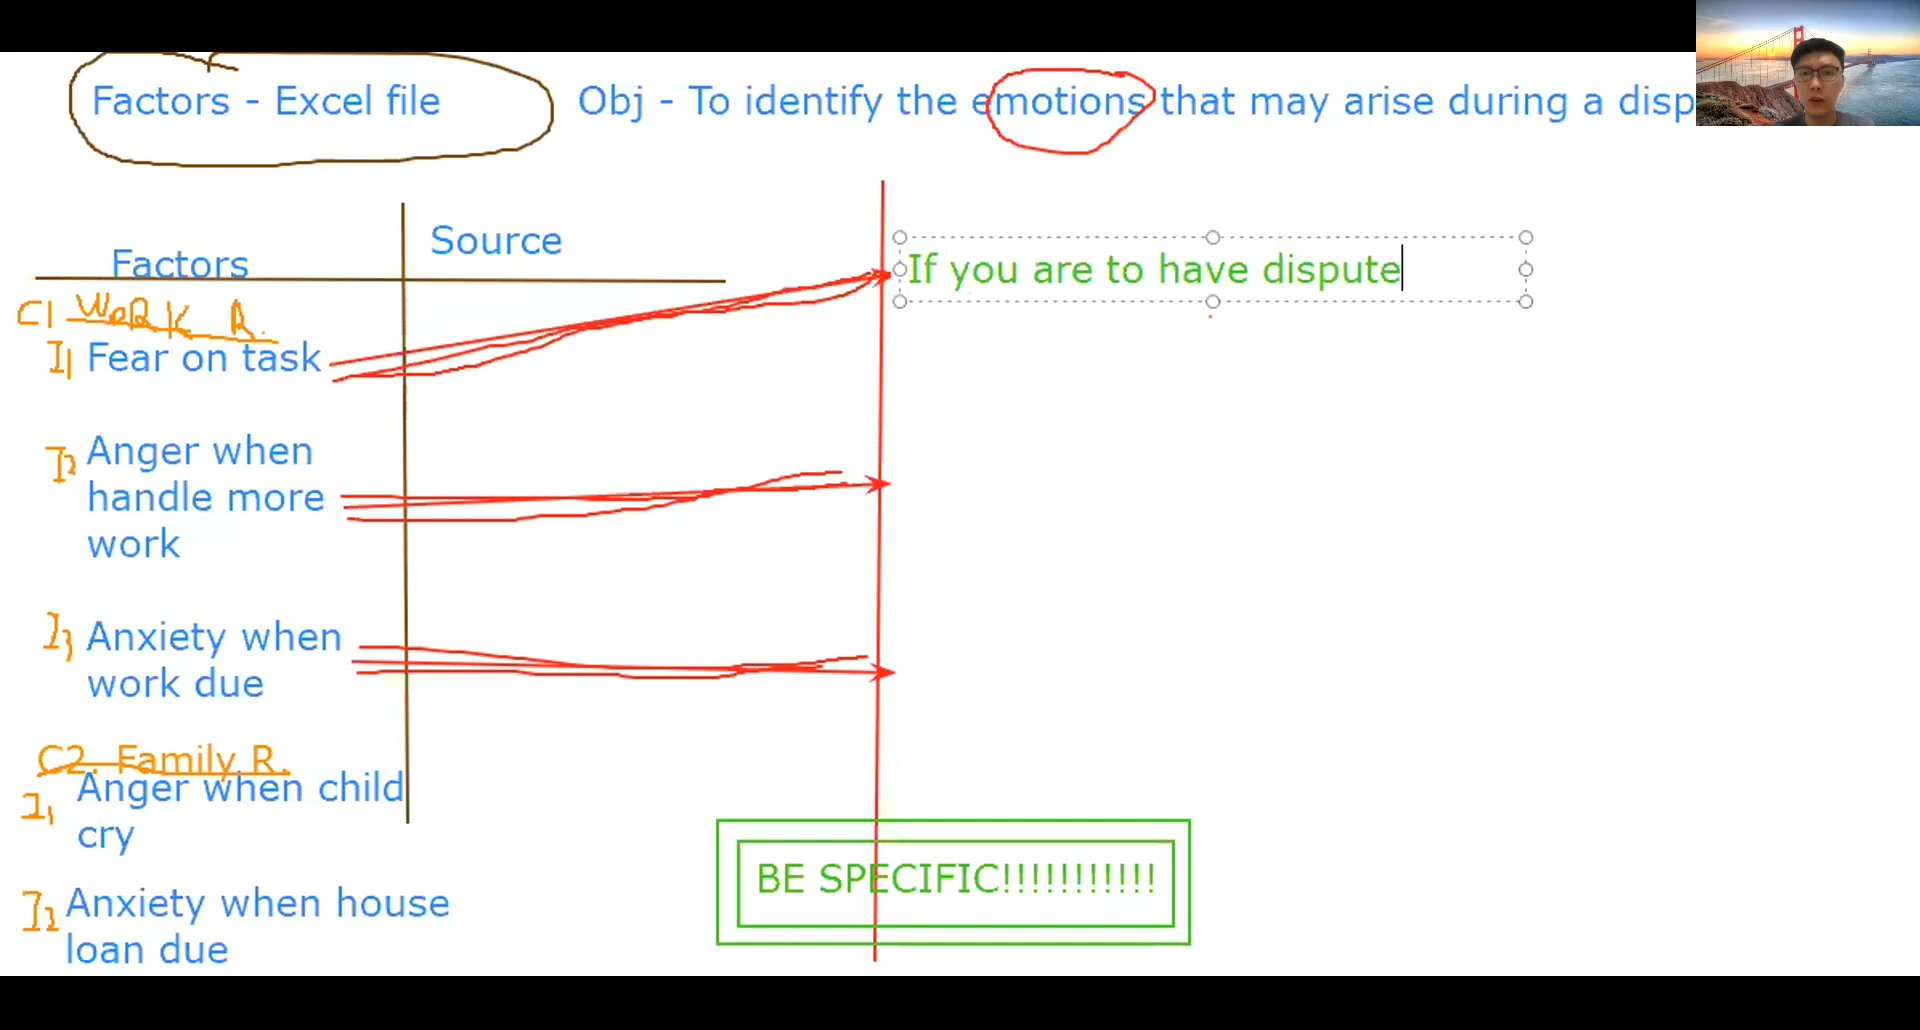 Factors - Excel file
Obj - To identify the emotions that may arise during a disp
Factors
Source
If you are to have dispute
C1 WORK R.
I1 Fear on task
I2 Anger when
handle more
work
I3 Anxiety when
work due
C2. Family R.
I1 Anger when child
cry
I2 Anxiety when house
loan due
BE SPECIFIC!!!!!!!!!!!